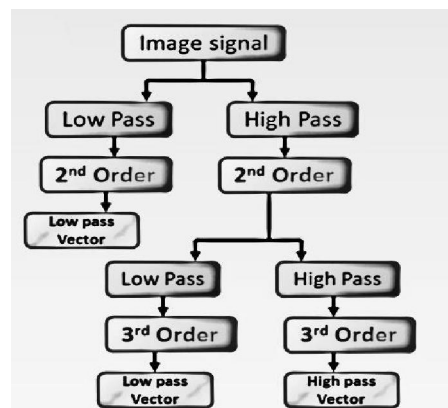 Image signal
Low Pass High Pass
2nd Order 2nd Order
Low pass
Vector
Low Pass High Pass
3rd Order 3rd Order
Low pass High pass
Vector Vector